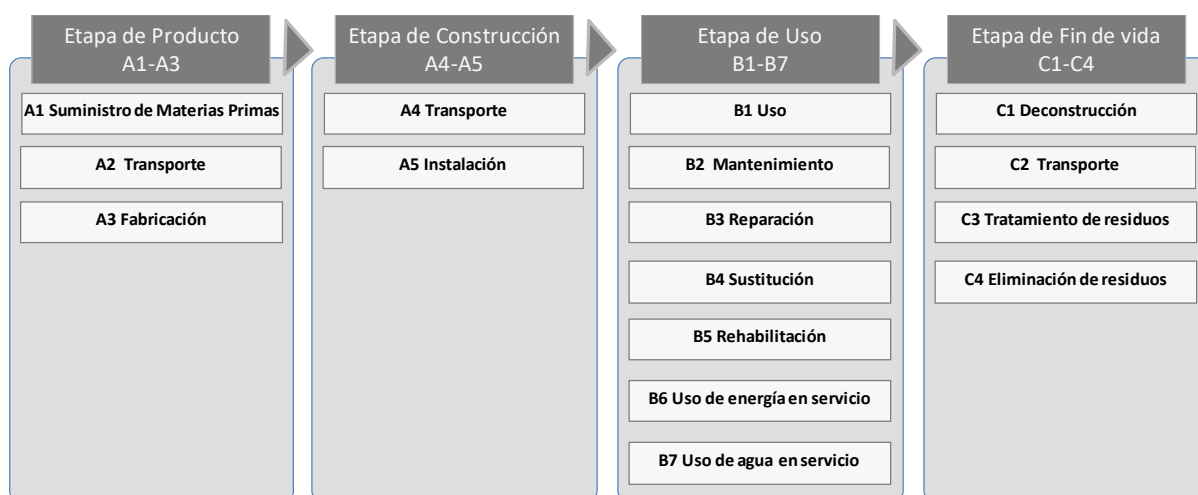 Etapa de Producto
A1-A3
A1 Suministro de Materias Primas
A2 Transporte
A3 Fabricación
Etapa de Construcción
A4-A5
A4 Transporte
A5 Instalación
Etapa de Uso
B1-B7
B1 Uso
B2 Mantenimiento
B3 Reparación
B4 Sustitución
B5 Rehabilitación
B6 Uso de energía en servicio
B7 Uso de agua en servicio
Etapa de Fin de vida
C1-C4
C1 Deconstrucción
C2 Transporte
C3 Tratamiento de residuos
C4 Eliminación de residuos